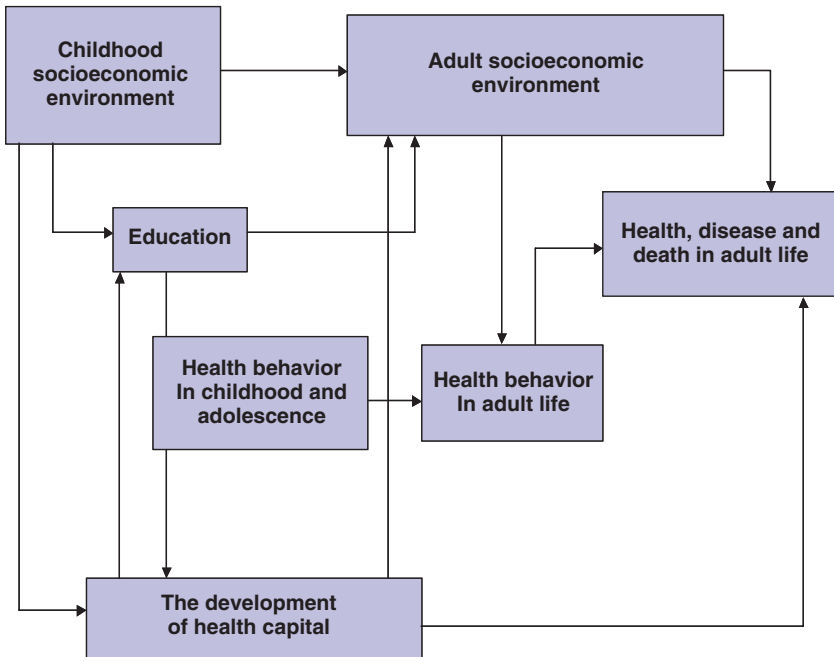 Childhood
socioeconomic
environment
Adult socioeconomic
environment
Education
Health, disease and
death in adult life
Health behavior
In childhood and
adolescence
Health behavior
In adult life
The development
of health capital